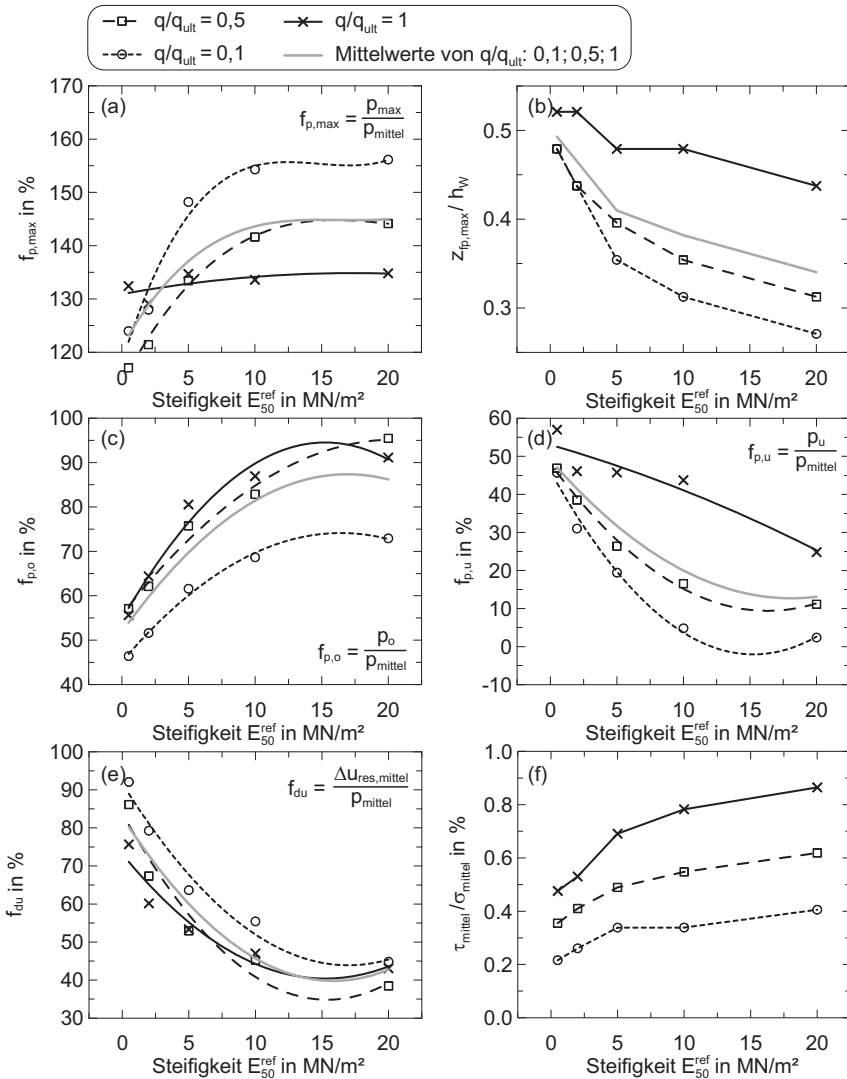 q/q_ult = 0,5 q/q_ult = 1
q/q_ult = 0,1 Mittelwerte von q/q_ult: 0,1; 0,5; 1
(a)
f_p,max = p_max / p_mittel
170
160
150
140
130
120
f_p,max in %
0 5 10 15 20
Steifigkeit E_50^ref in MN/m²
(b)
0.5
0.4
0.3
z_fp,max / h_W
0 5 10 15 20
Steifigkeit E_50^ref in MN/m²
(c)
100
90
80
70
60
50
40
f_p,o in %
f_p,o = p_o / p_mittel
0 5 10 15 20
Steifigkeit E_50^ref in MN/m²
(d)
f_p,u = p_u / p_mittel
60
50
40
30
20
10
0
-10
f_p,u in %
0 5 10 15 20
Steifigkeit E_50^ref in MN/m²
(e)
f_du = Δu_res,mittel / p_mittel
100
90
80
70
60
50
40
30
f_du in %
0 5 10 15 20
Steifigkeit E_50^ref in MN/m²
(f)
1.0
0.8
0.6
0.4
0.2
0.0
τ_mittel/σ_mittel in %
0 5 10 15 20
Steifigkeit E_50^ref in MN/m²